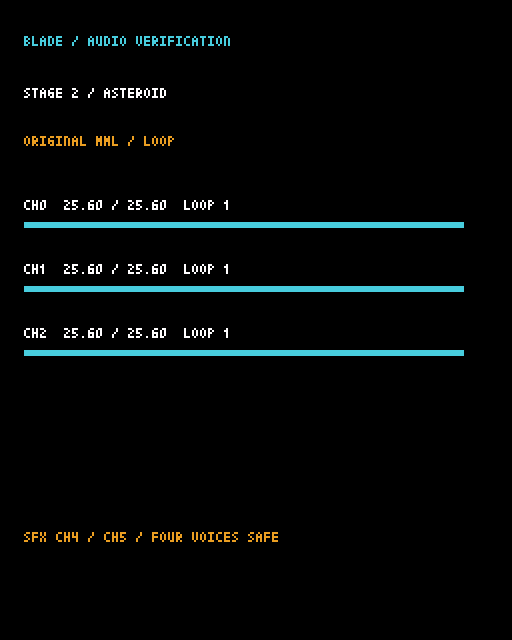 BLADE / AUDIO VERIFICATION
STAGE 2 / ASTEROID
ORIGINAL MML / LOOP
CH0  25.60 / 25.60  LOOP 1
CH1  25.60 / 25.60  LOOP 1
CH2  25.60 / 25.60  LOOP 1
SFX CH4 / CH5 / FOUR VOICES SAFE